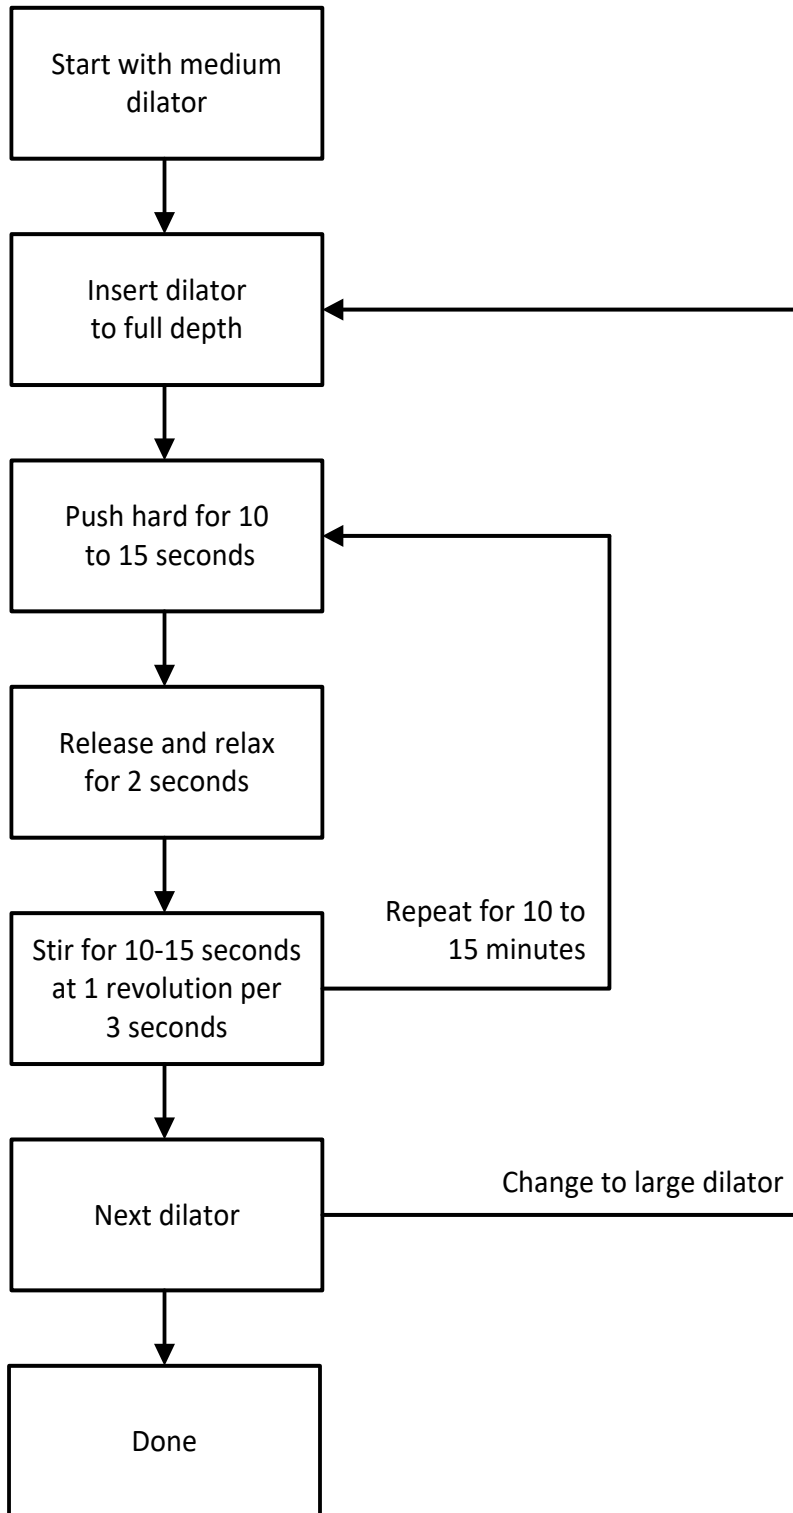 Start with medium
dilator
Insert dilator
to full depth
Push hard for 10
to 15 seconds
Release and relax
for 2 seconds
Repeat for 10 to
15 minutes
Stir for 10-15 seconds
at 1 revolution per
3 seconds
Change to large dilator
Next dilator
Done